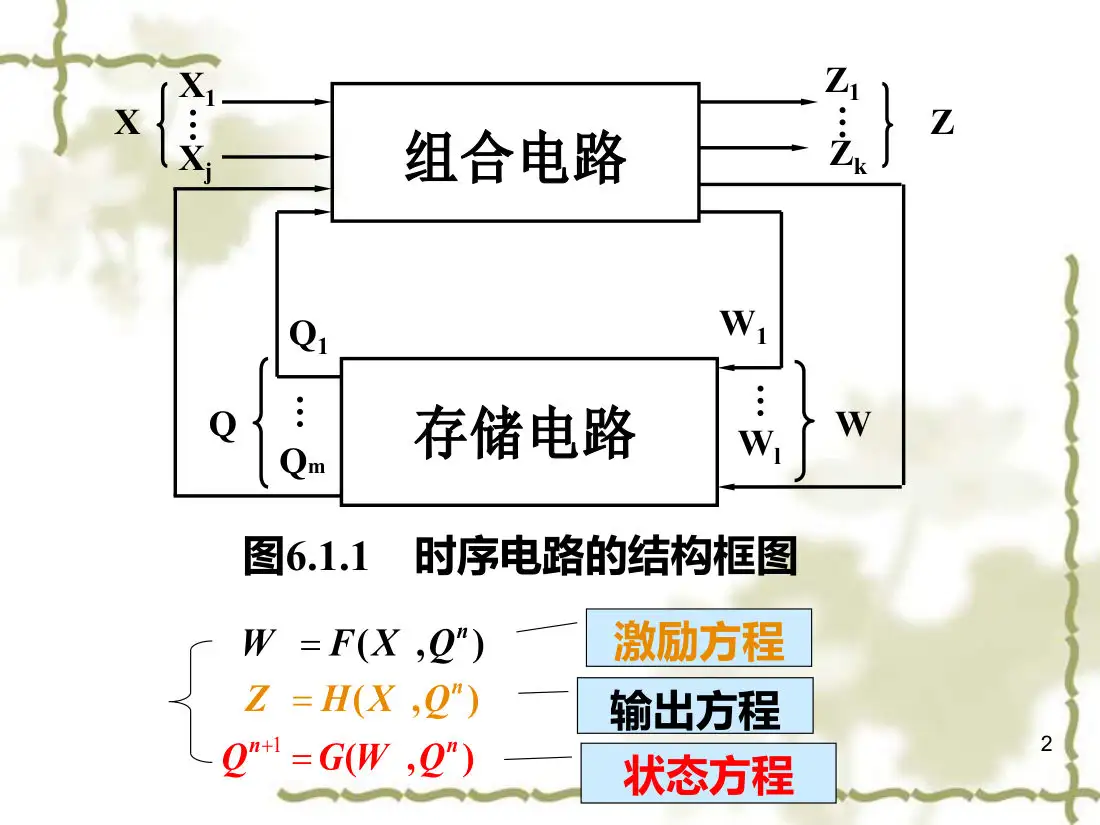 X1
X
⋮
Xj
组合电路
Z1
⋮
Z
Zk
Q1
W1
⋮
⋮
Q
Qm
存储电路
Wl
W
图6.1.1 时序电路的结构框图
W = F(X ,Qⁿ)
激励方程
Z = H(X ,Qⁿ)
输出方程
Qⁿ⁺¹ = G(W ,Qⁿ)
状态方程
2